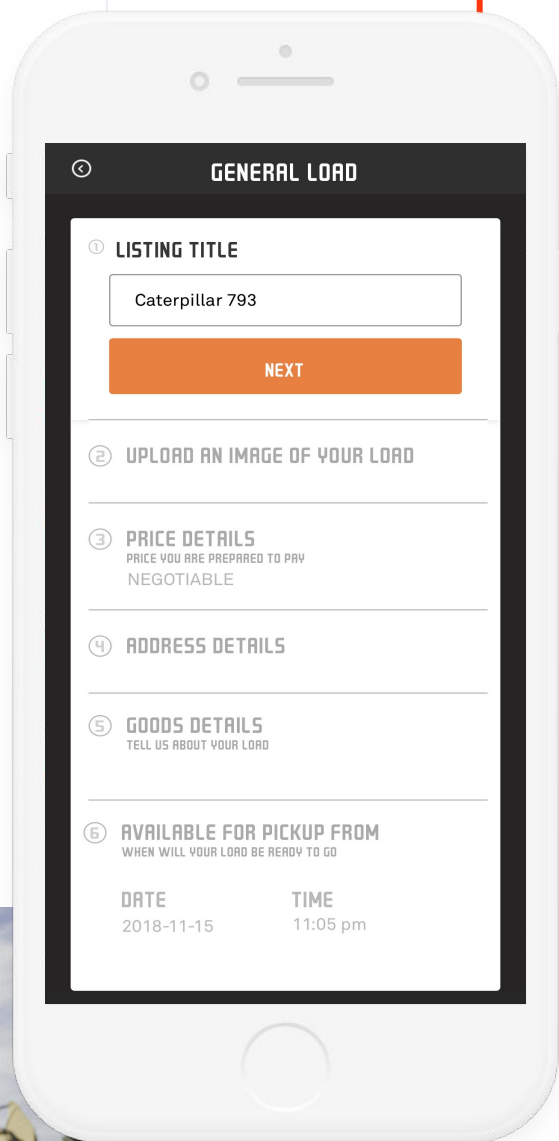 GENERAL LOAD
1 LISTING TITLE
Caterpillar 793
NEXT
2 UPLOAD AN IMAGE OF YOUR LOAD
3 PRICE DETAILS
PRICE YOU ARE PREPARED TO PAY
NEGOTIABLE
4 ADDRESS DETAILS
5 GOODS DETAILS
TELL US ABOUT YOUR LOAD
6 AVAILABLE FOR PICKUP FROM
WHEN WILL YOUR LOAD BE READY TO GO
DATE TIME
2018-11-15 11:05 pm